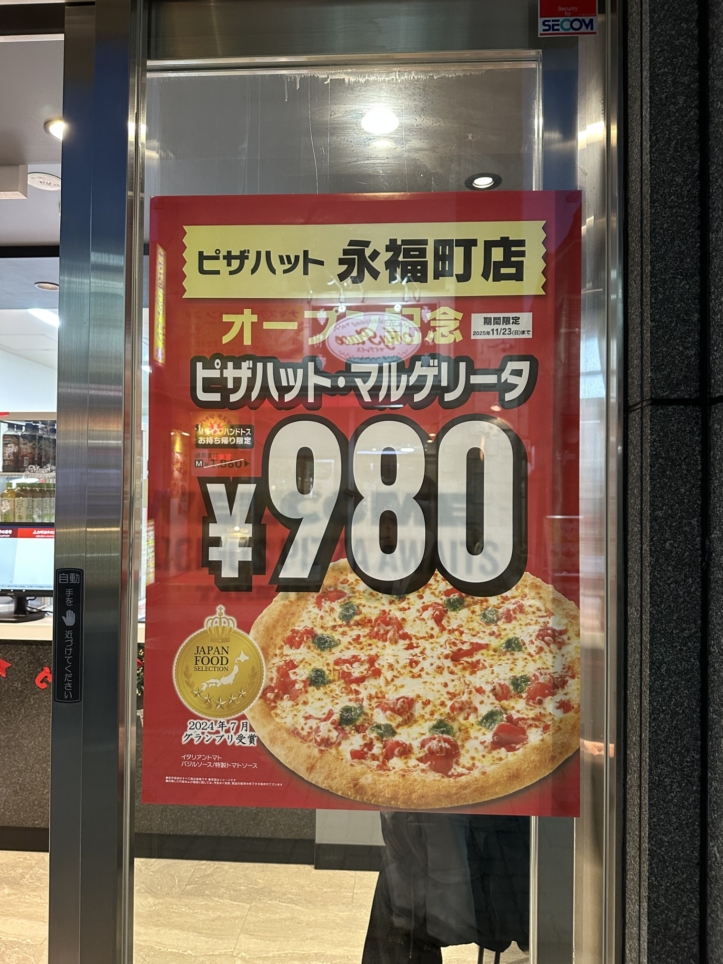 Security
by
SECOM
ピザハット 永福町店
オープン記念
期間限定
2025年11/23(日)まで
ピザハット・マルゲリータ
Mサイズハンドトス
お持ち帰り限定
M
¥980
JAPAN
FOOD
SELECTION
2024年7月
グランプリ受賞
イタリアントマト
バジルソース/特製トマトソース
自動
手を
近づけてください